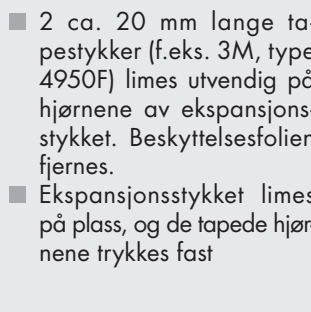 2 ca. 20 mm lange ta-
pestykker (f.eks. 3M, type
4950F) limes utvendig på
hjørnene av ekspansjons-
stykket. Beskyttelsesfolien
fjernes.
Ekspansjonsstykket limes
på plass, og de tapede hjør-
nene trykkes fast